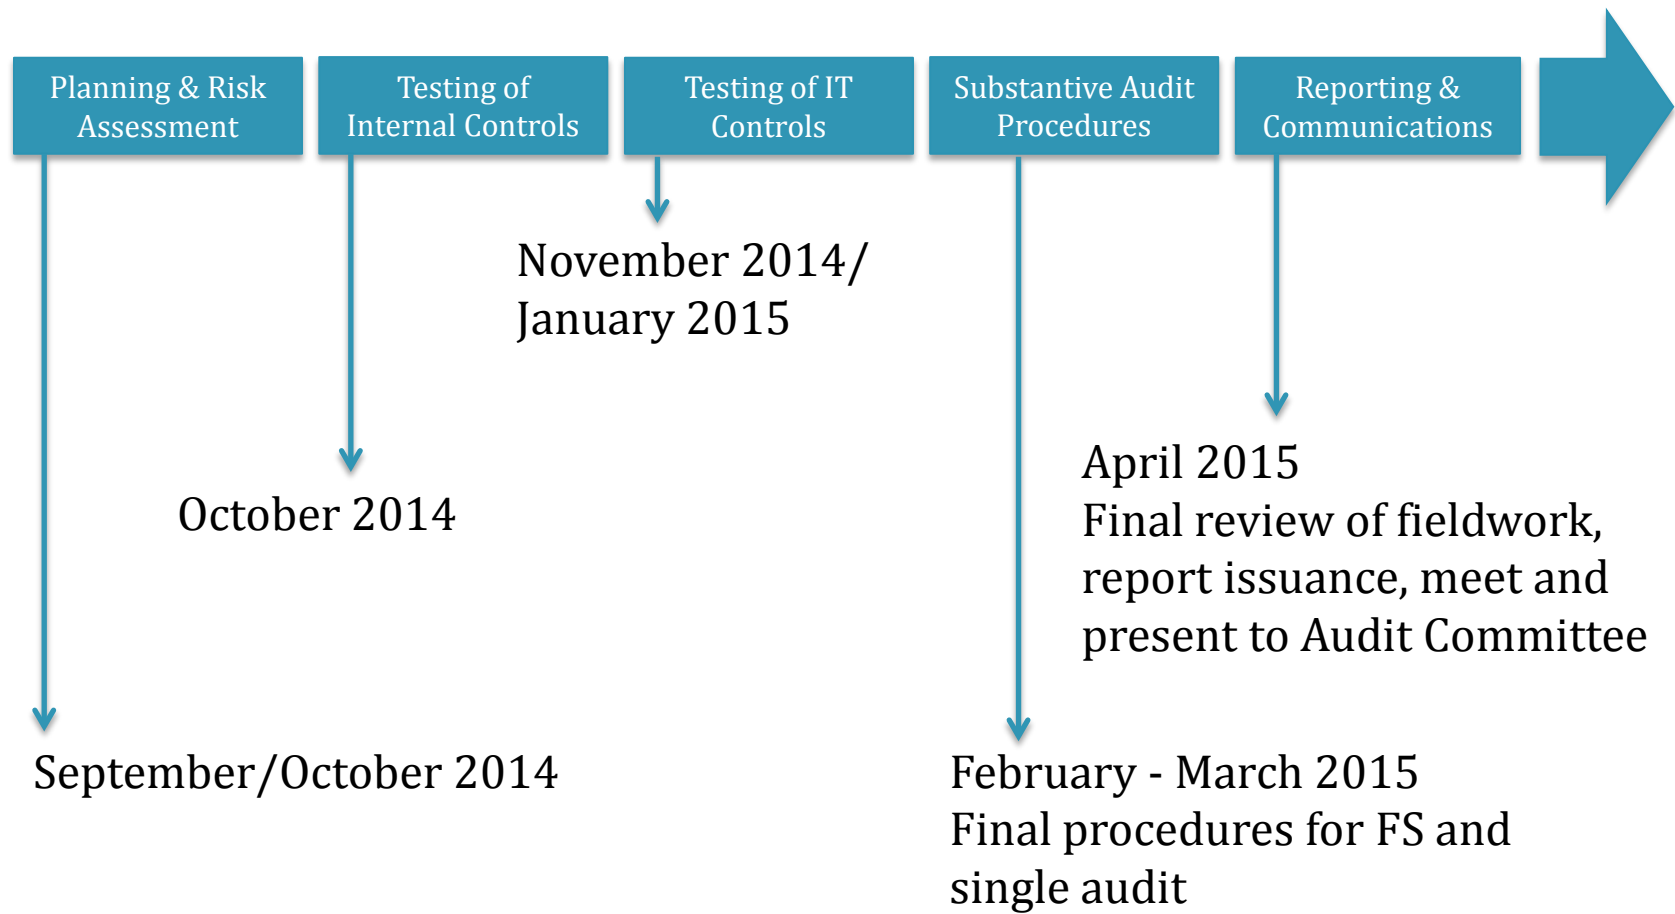 Planning & Risk
Assessment
Testing of
Internal Controls
Testing of IT
Controls
Substantive Audit
Procedures
Reporting &
Communications
November 2014/
January 2015
October 2014
April 2015
Final review of fieldwork,
report issuance, meet and
present to Audit Committee
September/October 2014
February - March 2015
Final procedures for FS and
single audit